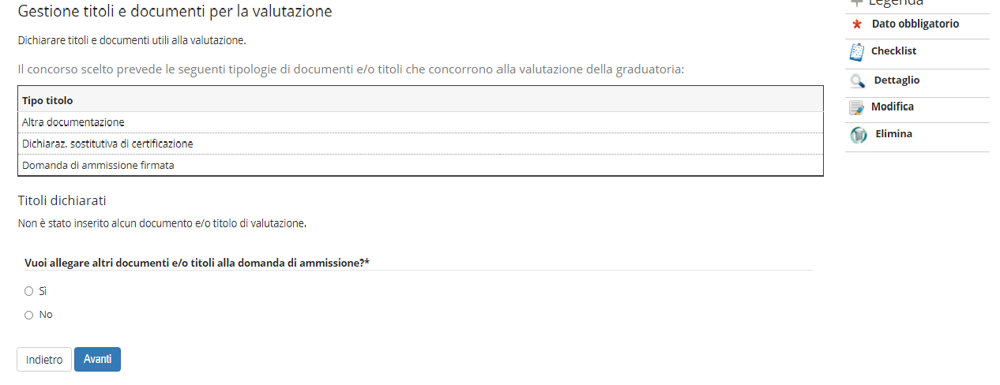 Gestione titoli e documenti per la valutazione
Dichiarare titoli e documenti utili alla valutazione.
Il concorso scelto prevede le seguenti tipologie di documenti e/o titoli che concorrono alla valutazione della graduatoria:
Tipo titolo
Altra documentazione
Dichiaraz. sostitutiva di certificazione
Domanda di ammissione firmata
Titoli dichiarati
Non è stato inserito alcun documento e/o titolo di valutazione.
Vuoi allegare altri documenti e/o titoli alla domanda di ammissione?*
Sì
No
Indietro
Avanti
Legenda
Dato obbligatorio
Checklist
Dettaglio
Modifica
Elimina